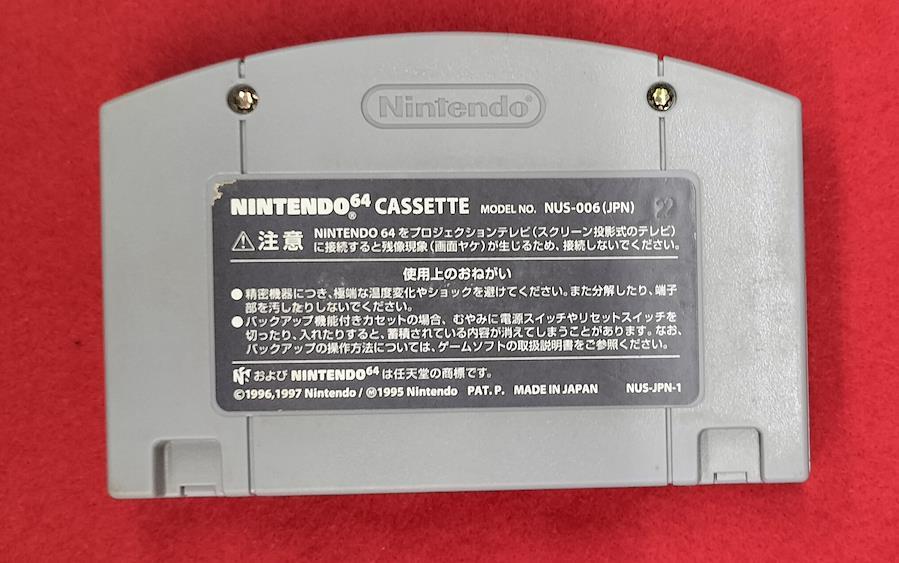 Nintendo®
NINTENDO64® CASSETTE MODEL NO. NUS-006(JPN)
⚠注意 NINTENDO 64をプロジェクションテレビ(スクリーン投影式のテレビ)
に接続すると残像現象(画面ヤケ)が生じるため、接続しないでください。
使用上のおねがい
●精密機器につき、極端な温度変化やショックを避けてください。また分解したり、端子
部を汚したりしないでください。
●バックアップ機能付きカセットの場合、むやみに電源スイッチやリセットスイッチを
切ったり、入れたりすると、蓄積されている内容が消えてしまうことがあります。なお、
バックアップの操作方法については、ゲームソフトの取扱説明書をご参照ください。
および NINTENDO64は任天堂の商標です。
©1996,1997 Nintendo/Ⓜ1995 Nintendo PAT. P. MADE IN JAPAN NUS-JPN-1